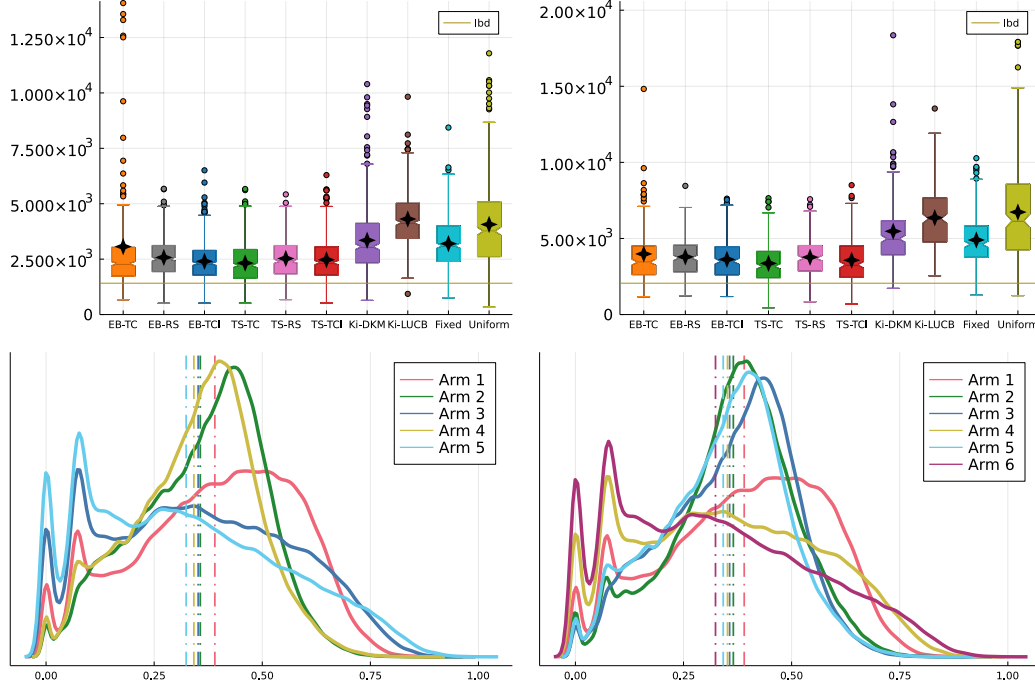 lbd
1.250×10⁴
1.000×10⁴
7.500×10³
5.000×10³
2.500×10³
0
EB-TC EB-RS EB-TCI TS-TC TS-RS TS-TCI Ki-DKM Ki-LUCB Fixed Uniform
lbd
2.00×10⁴
1.50×10⁴
1.00×10⁴
5.00×10³
0
EB-TC EB-RS EB-TCI TS-TC TS-RS TS-TCI Ki-DKM Ki-LUCB Fixed Uniform
Arm 1
Arm 2
Arm 3
Arm 4
Arm 5
0.00 0.25 0.50 0.75 1.00
Arm 1
Arm 2
Arm 3
Arm 4
Arm 5
Arm 6
0.00 0.25 0.50 0.75 1.00